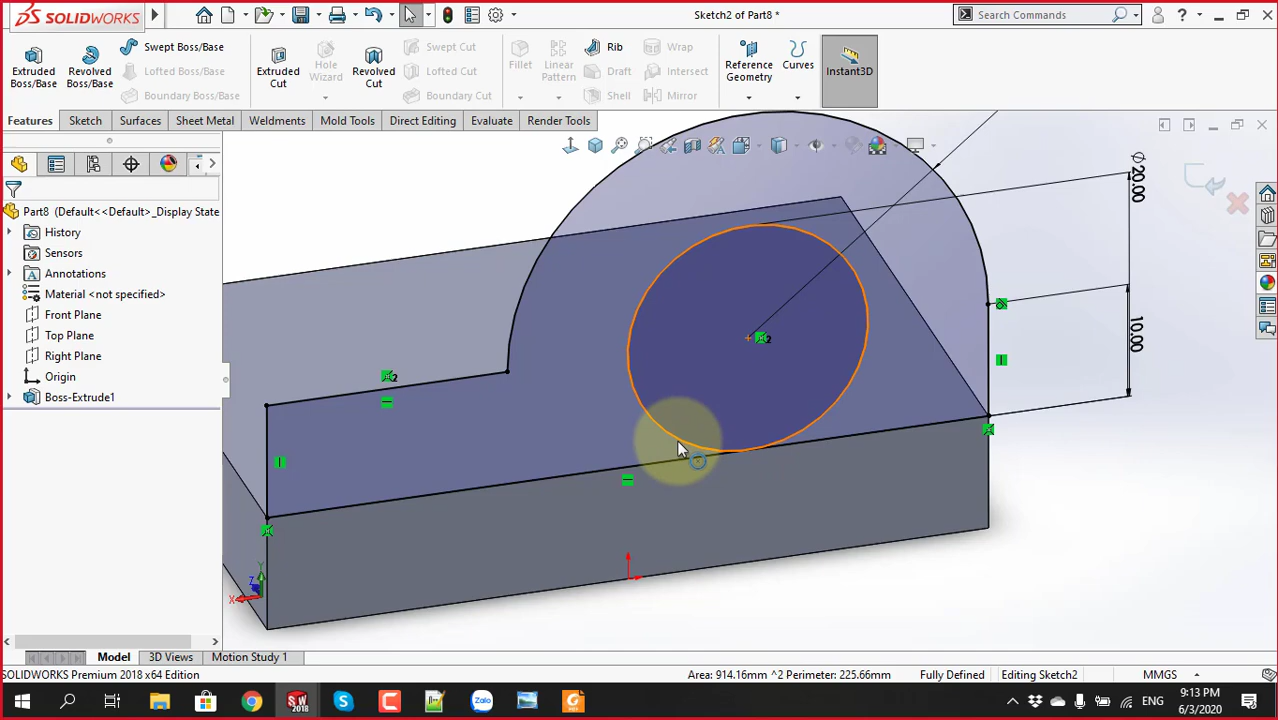 SOLIDWORKS
Sketch2 of Part8 *
Search Commands
Extruded Boss/Base
Revolved Boss/Base
Swept Boss/Base
Lofted Boss/Base
Boundary Boss/Base
Extruded Cut
Hole Wizard
Revolved Cut
Swept Cut
Lofted Cut
Boundary Cut
Fillet
Linear Pattern
Rib
Draft
Shell
Wrap
Intersect
Mirror
Reference Geometry
Curves
Instant3D
Features
Sketch
Surfaces
Sheet Metal
Weldments
Mold Tools
Direct Editing
Evaluate
Render Tools
Part8 (Default<<Default>_Display State
History
Sensors
Annotations
Material <not specified>
Front Plane
Top Plane
Right Plane
Origin
Boss-Extrude1
∅20.00
10.00
2
2
Y
Z
X
Model
3D Views
Motion Study 1
SOLIDWORKS Premium 2018 x64 Edition
Area: 914.16mm ^2 Perimeter: 225.66mm
Fully Defined
Editing Sketch2
MMGS
SW
2018
Zalo
ENG
9:13 PM
6/3/2020